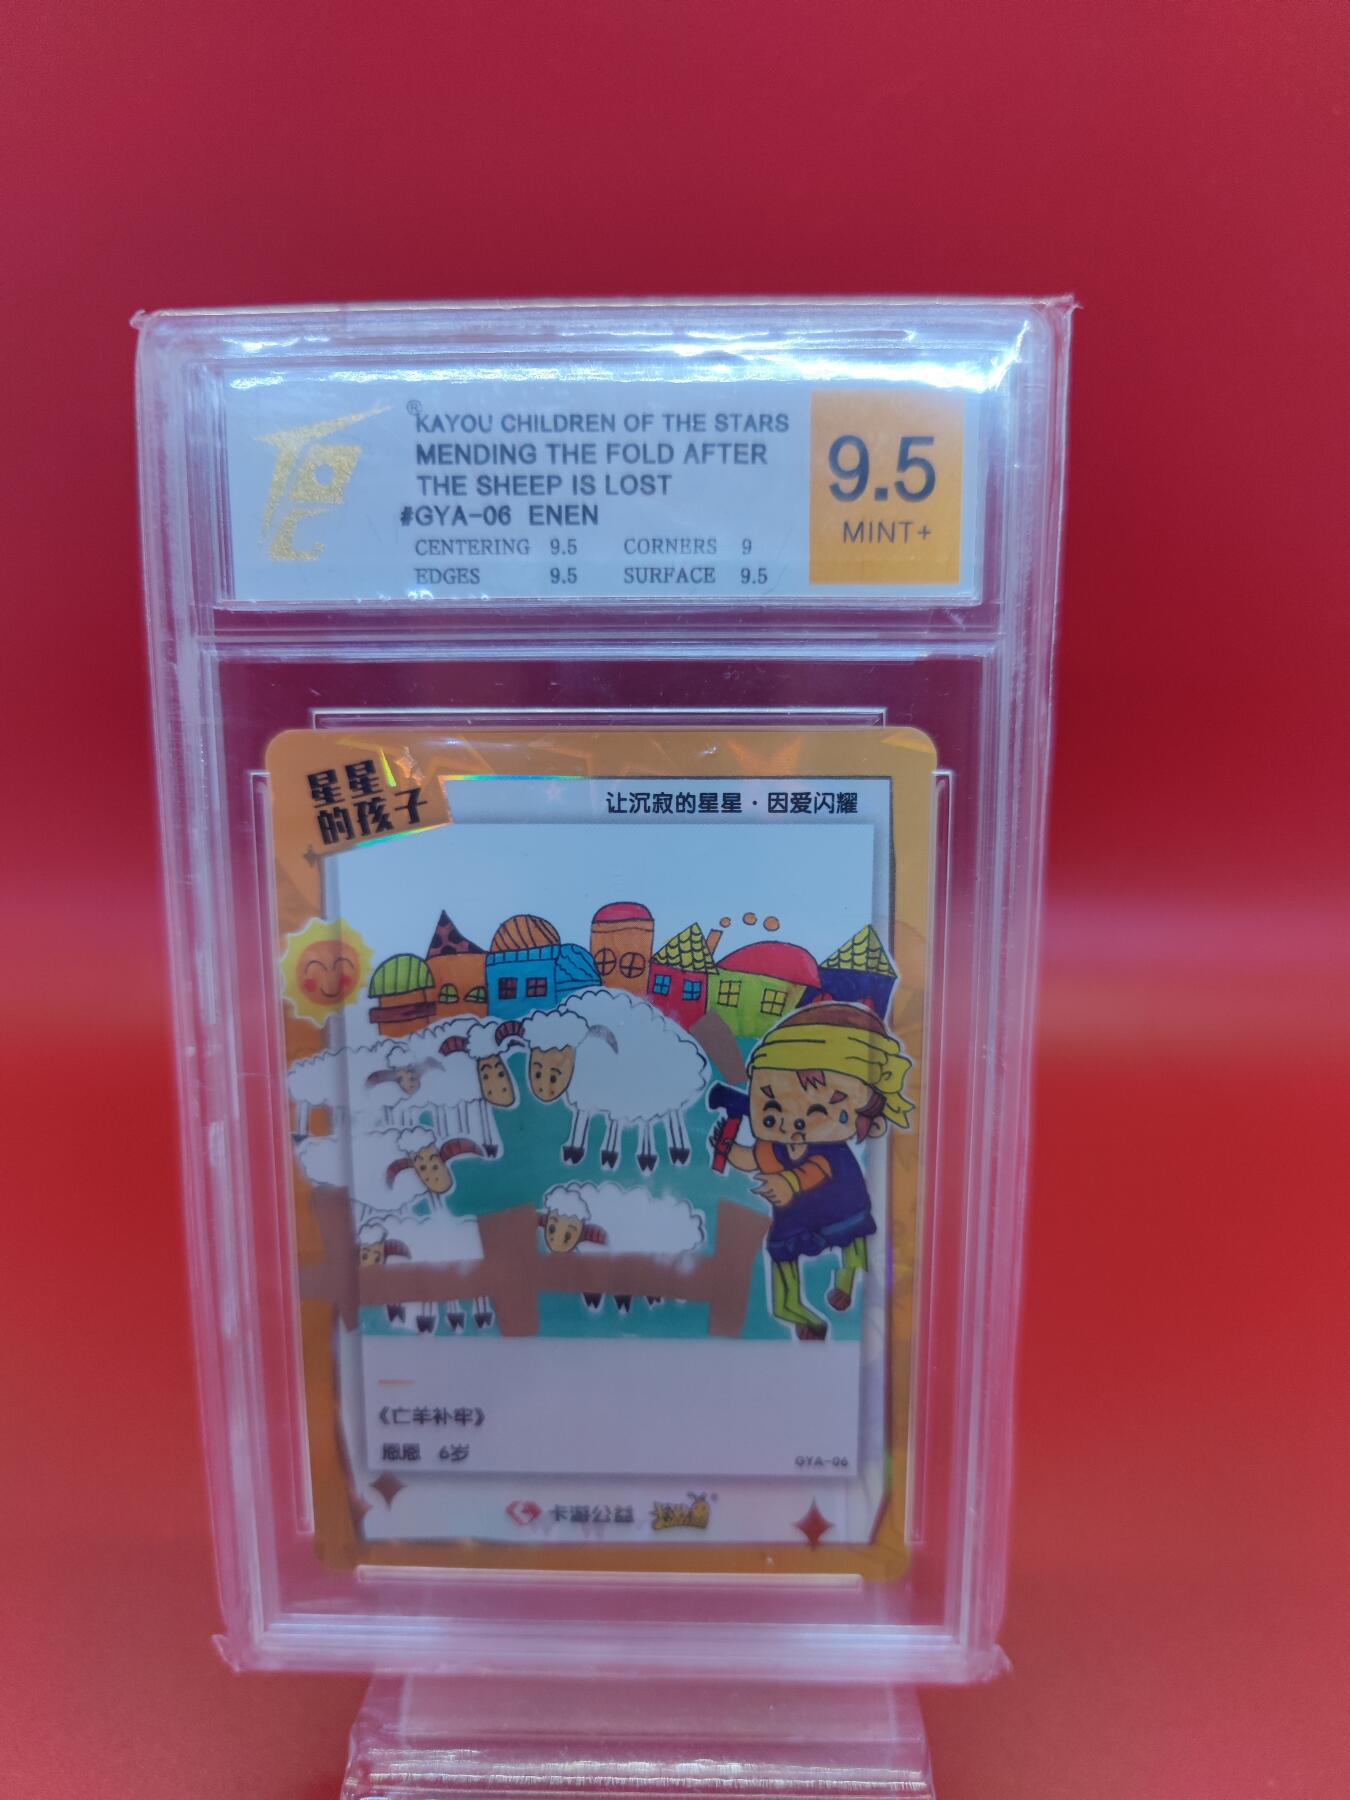 ®
KAYOU CHILDREN OF THE STARS
MENDING THE FOLD AFTER
THE SHEEP IS LOST
#GYA-06 ENEN
CENTERING 9.5 CORNERS 9
EDGES 9.5 SURFACE 9.5
9.5
MINT+
星星
的孩子
让沉寂的星星·因爱闪耀
《亡羊补牢》
恩恩 6岁
GYA-06
卡游公益